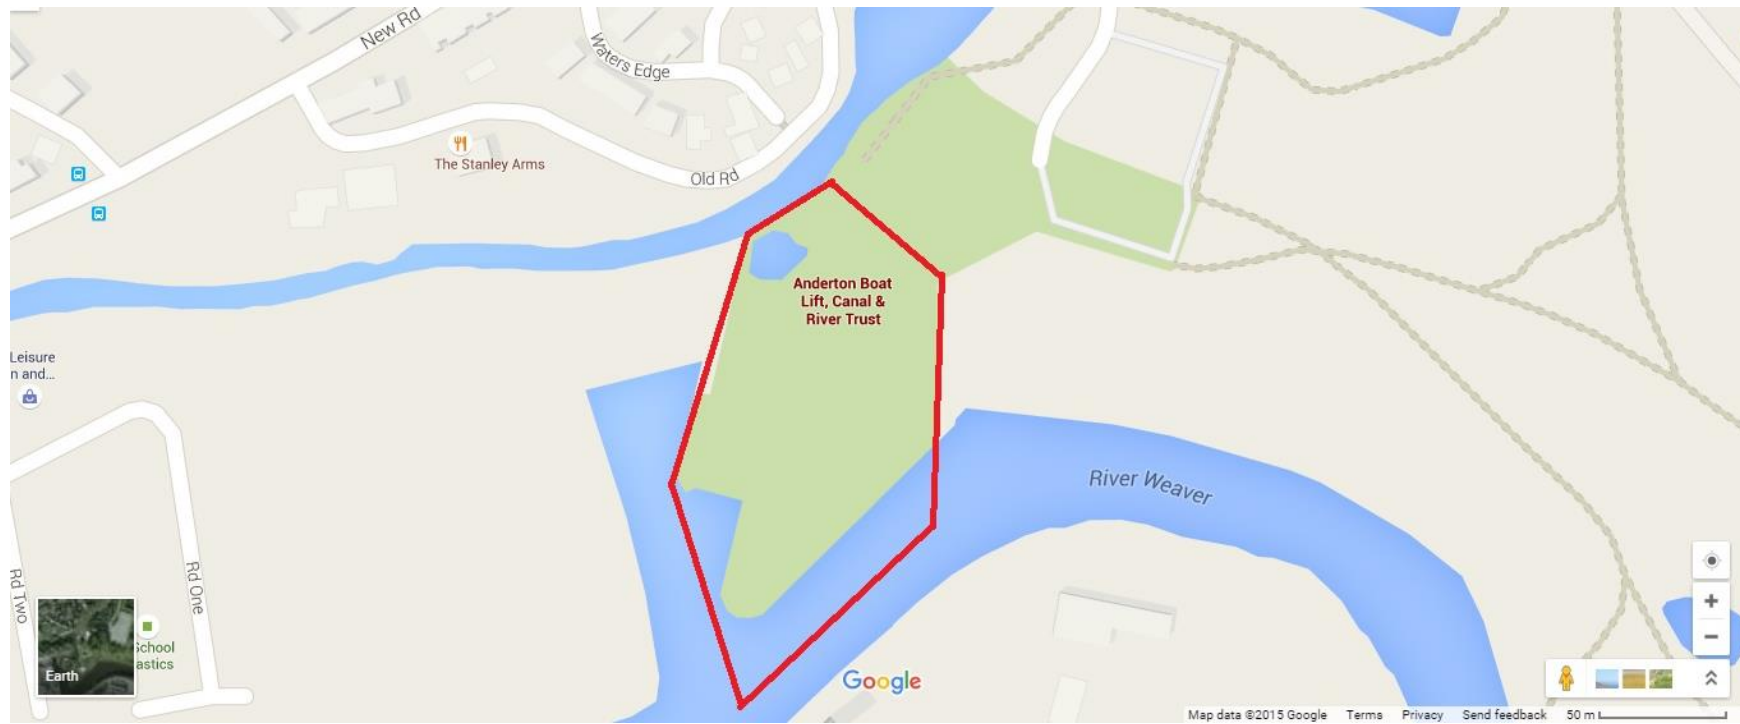 New Rd
Waters Edge
The Stanley Arms
Old Rd
Anderton Boat
Lift, Canal &
River Trust
Leisure
n and...
River Weaver
Rd Two
Rd One
School
astics
Earth
Google
Map data ©2015 Google Terms Privacy Send feedback 50 m